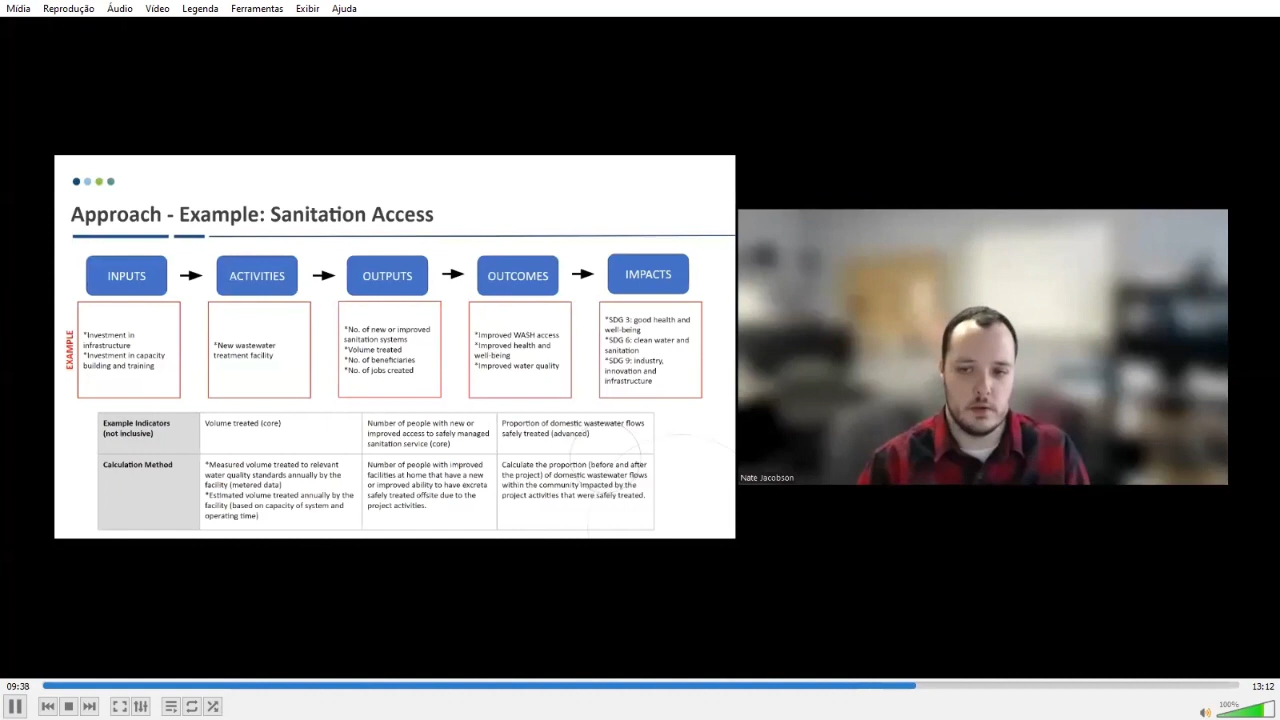 Mídia Reprodução Áudio Vídeo Legenda Ferramentas Exibir Ajuda
Approach - Example: Sanitation Access
INPUTS
ACTIVITIES
OUTPUTS
OUTCOMES
IMPACTS
EXAMPLE
*Investment in
infrastructure
*Investment in capacity
building and training
*New wastewater
treatment facility
*No. of new or improved
sanitation systems
*Volume treated
*No. of beneficiaries
*No. of jobs created
*Improved WASH access
*Improved health and
well-being
*Improved water quality
*SDG 3: good health and
well-being
*SDG 6: clean water and
sanitation
*SDG 9: industry,
innovation and
infrastructure
Example Indicators
(not inclusive)
Volume treated (core)
Number of people with new or
improved access to safely managed
sanitation service (core)
Proportion of domestic wastewater flows
safely treated (advanced)
Calculation Method
*Measured volume treated to relevant
water quality standards annually by the
facility (metered data)
*Estimated volume treated annually by the
facility (based on capacity of system and
operating time)
Number of people with improved
facilities at home that have a new
or improved ability to have excreta
safely treated offsite due to the
project activities.
Calculate the proportion (before and after
the project) of domestic wastewater flows
within the community impacted by the
project activities that were safely treated.
Nate Jacobson
09:38
13:12
100%